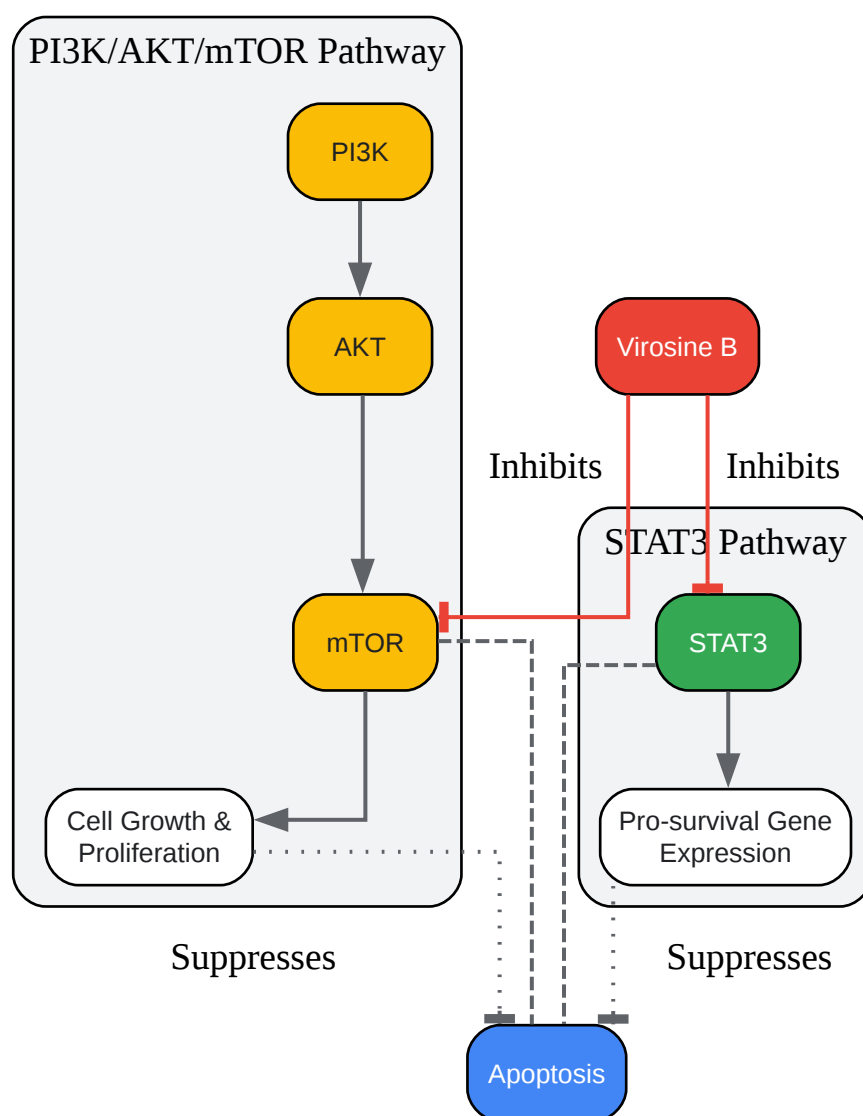 PI3K/AKT/mTOR Pathway
PI3K
AKT
Virosine B
Inhibits
Inhibits
STAT3 Pathway
mTOR
STAT3
Cell Growth &
Proliferation
Pro-survival Gene
Expression
Suppresses
Suppresses
Apoptosis